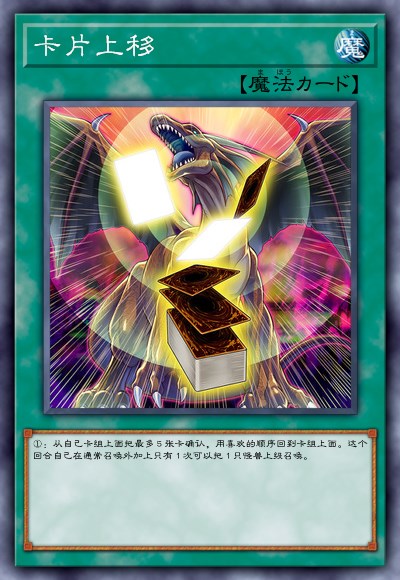 卡片上移
魔
【魔法カード】
ま ほう
①：从自己卡组上面把最多５张卡确认，用喜欢的顺序回到卡组上面。这个
回合自己在通常召唤外加上只有１次可以把１只怪兽上级召唤。